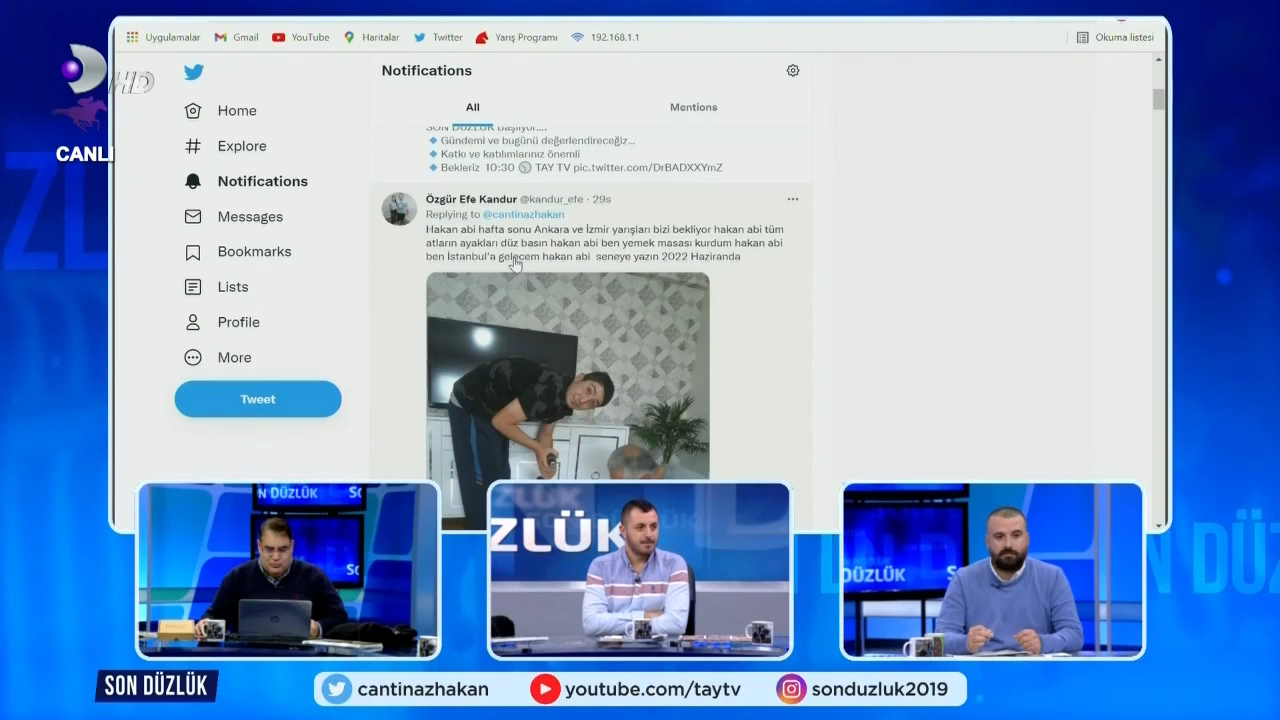 Uygulamalar Gmail YouTube Haritalar Twitter Yarış Programı 192.168.1.1 Okuma listesi
HD
CANLI
Home
Explore
Notifications
Messages
Bookmarks
Lists
Profile
More
Tweet
Notifications
All Mentions
SON DÜZLÜK Başlıyor....
Gündemi ve bugünü değerlendireceğiz...
Katkı ve katılımlarınız önemli
Bekleriz 10:30 TAY TV pic.twitter.com/DrBADXXYmZ
Özgür Efe Kandur @kandur_efe · 29s
Replying to @cantinazhakan
Hakan abi hafta sonu Ankara ve İzmir yarışları bizi bekliyor hakan abi tüm
atların ayakları düz basın hakan abi ben yemek masası kurdum hakan abi
ben İstanbul'a gelecem hakan abi seneye yazın 2022 Haziranda
N DÜZLÜK
ZLÜK
DÜZLÜK
SON DÜZLÜK
cantinazhakan youtube.com/taytv sonduzluk2019